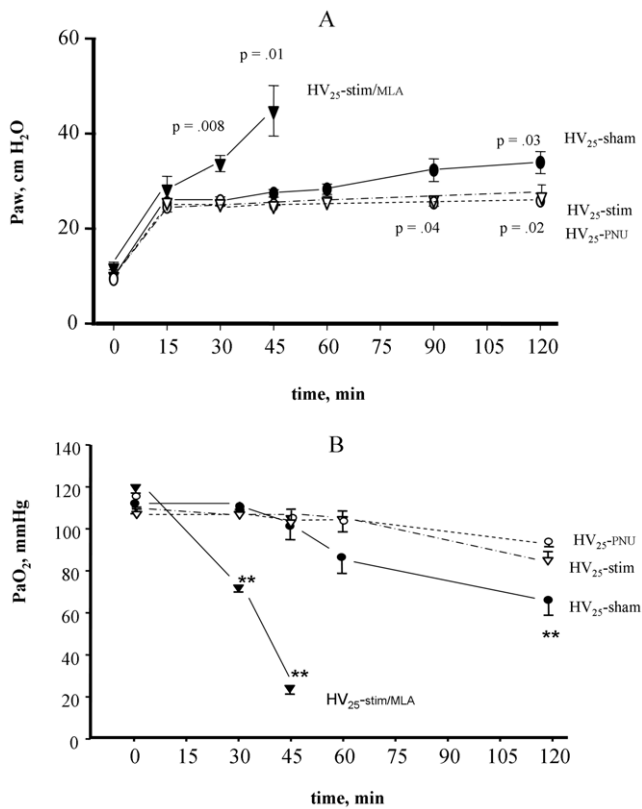 A
60
40
20
0
Paw, cm H₂O
p = .01
HV₂₅-stim/MLA
p = .008
p = .03
HV₂₅-sham
HV₂₅-stim
HV₂₅-PNU
p = .04
p = .02
0 15 30 45 60 75 90 105 120
time, min
B
140
120
100
80
60
40
20
0
PaO₂, mmHg
HV₂₅-PNU
HV₂₅-stim
HV₂₅-sham
**
**
**
HV₂₅-stim/MLA
0 15 30 45 60 75 90 105 120
time, min